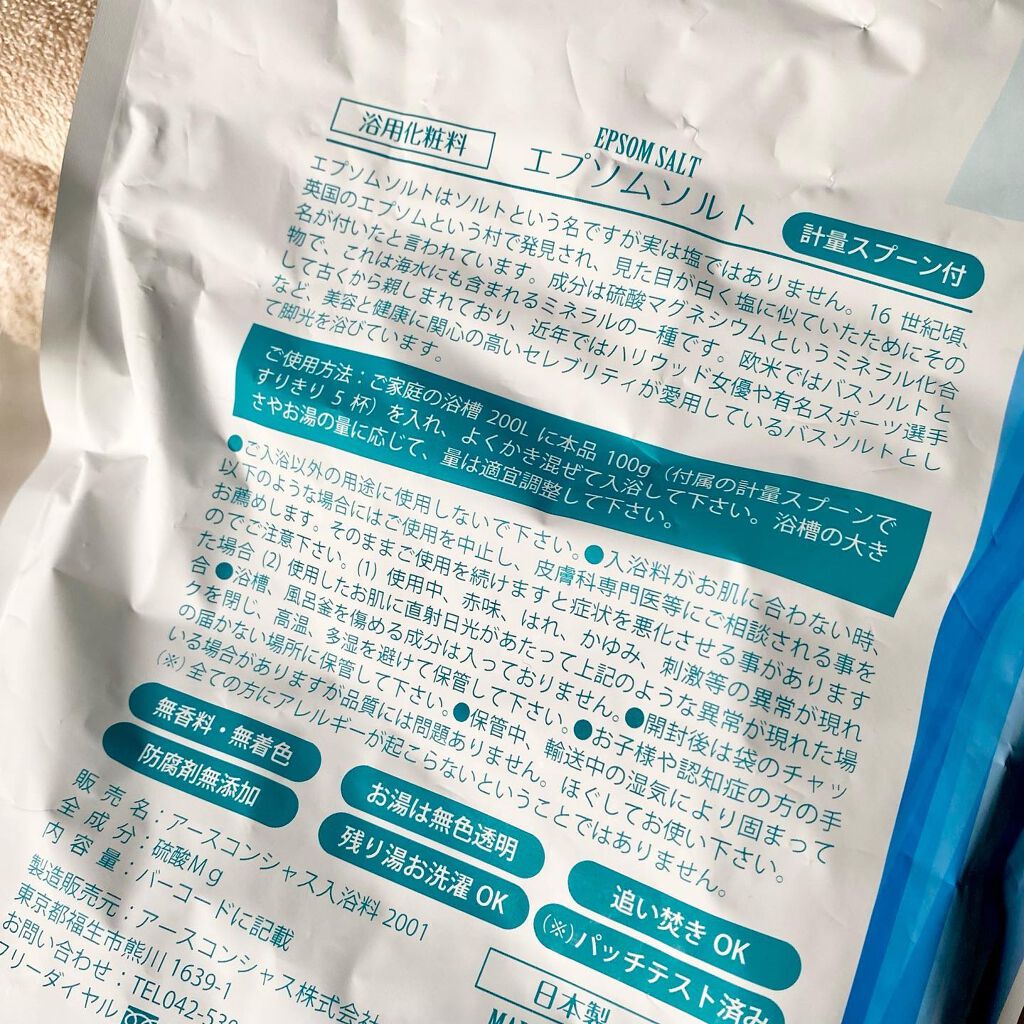 浴用化粧料
EPSOM SALT
エプソムソルト
計量スプーン付
エプソムソルトはソルトという名ですが実は塩ではありません。16 世紀頃、
英国のエプソムという村で発見され、見た目が白く塩に似ていたためにその
名が付いたと言われています。成分は硫酸マグネシウムというミネラル化合
物で、これは海水にも含まれるミネラルの一種です。欧米ではバスソルトと
して古くから親しまれており、近年ではハリウッド女優や有名スポーツ選手
など、美容と健康に関心の高いセレブリティが愛用しているバスソルトとし
て脚光を浴びています。
ご使用方法：ご家庭の浴槽 200L に本品 100g（付属の計量スプーンで
すりきり 5 杯）を入れ、よくかき混ぜて入浴して下さい。浴槽の大き
さやお湯の量に応じて、量は適宜調整して下さい。
●ご入浴以外の用途に使用しないで下さい。●入浴料がお肌に合わない時、
以下のような場合にはご使用を中止し、皮膚科専門医等にご相談される事を
お薦めします。そのままご使用を続けますと症状を悪化させる事があります
のでご注意下さい。(1) 使用中、赤味、はれ、かゆみ、刺激等の異常が現れ
た場合 (2) 使用したお肌に直射日光があたって上記のような異常が現れた場
合 ●浴槽、風呂釜を傷める成分は入っておりません。●開封後は袋のチャッ
クを閉じ、高温、多湿を避けて保管して下さい。●お子様や認知症の方の手
の届かない場所に保管して下さい。●保管中、輸送中の湿気により固まって
いる場合がありますが品質には問題ありません。ほぐしてお使い下さい。
(※) 全ての方にアレルギーが起こらないということではありません。
無香料・無着色
防腐剤無添加
お湯は無色透明
残り湯お洗濯 OK
追い焚き OK
(※)パッチテスト済み
販売名：アースコンシャス入浴料 2001
全成分：硫酸Mg
内容量：バーコードに記載
製造販売元：アースコンシャス株式会社
東京都福生市熊川 1639-1
お問い合わせ：TEL042-530
フリーダイヤル
日本製